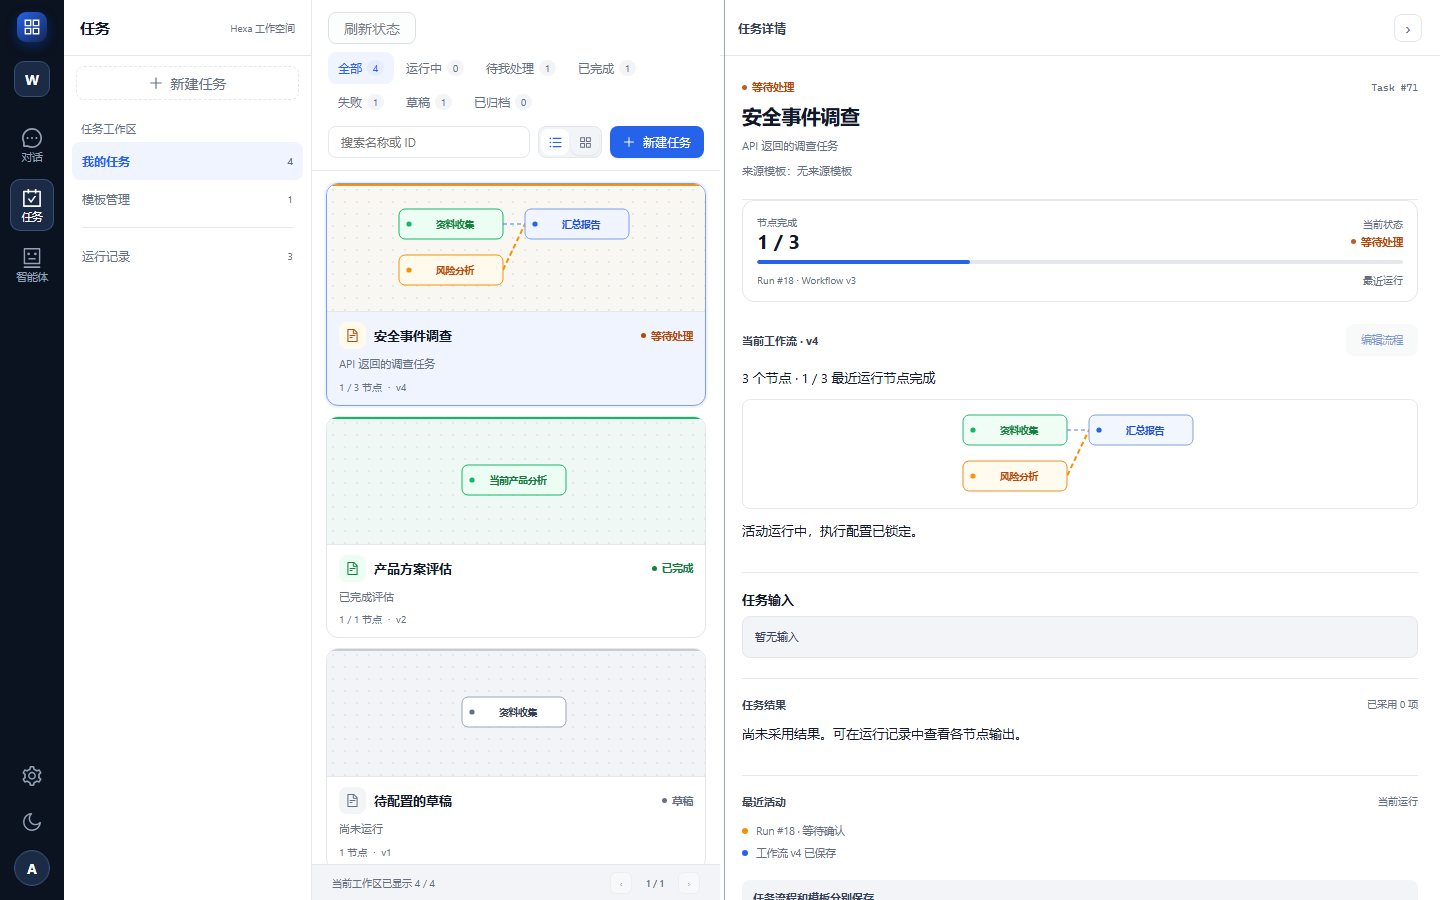 W
对话
任务
智能体
A
任务
Hexa 工作空间
新建任务
任务工作区
我的任务 4
模板管理 1
运行记录 3
刷新状态
全部 4 运行中 0 待我处理 1 已完成 1
失败 1 草稿 1 已归档 0
搜索名称或 ID
新建任务
资料收集 汇总报告
风险分析
安全事件调查 等待处理
API 返回的调查任务
1 / 3 节点 · v4
当前产品分析
产品方案评估 已完成
已完成评估
1 / 1 节点 · v2
资料收集
待配置的草稿 草稿
尚未运行
1 节点 · v1
当前工作区已显示 4 / 4
‹ 1 / 1 ›
任务详情 ›
等待处理 Task #71
安全事件调查
API 返回的调查任务
来源模板：无来源模板
节点完成 当前状态
1 / 3 等待处理
Run #18 · Workflow v3 最近运行
当前工作流 · v4 编辑流程
3 个节点 · 1 / 3 最近运行节点完成
资料收集 汇总报告
风险分析
活动运行中，执行配置已锁定。
任务输入
暂无输入
任务结果 已采用 0 项
尚未采用结果。可在运行记录中查看各节点输出。
最近活动 当前运行
Run #18 · 等待确认
工作流 v4 已保存
任务流程和模板分别保存